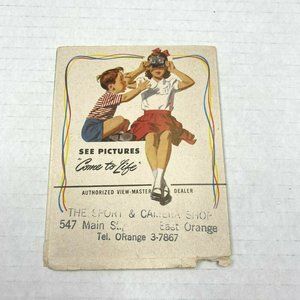 SEE PICTURES
"Come to Life"
AUTHORIZED VIEW-MASTER DEALER
THE SPORT & CAMERA SHOP
547 Main St., East Orange
Tel. ORange 3-7867